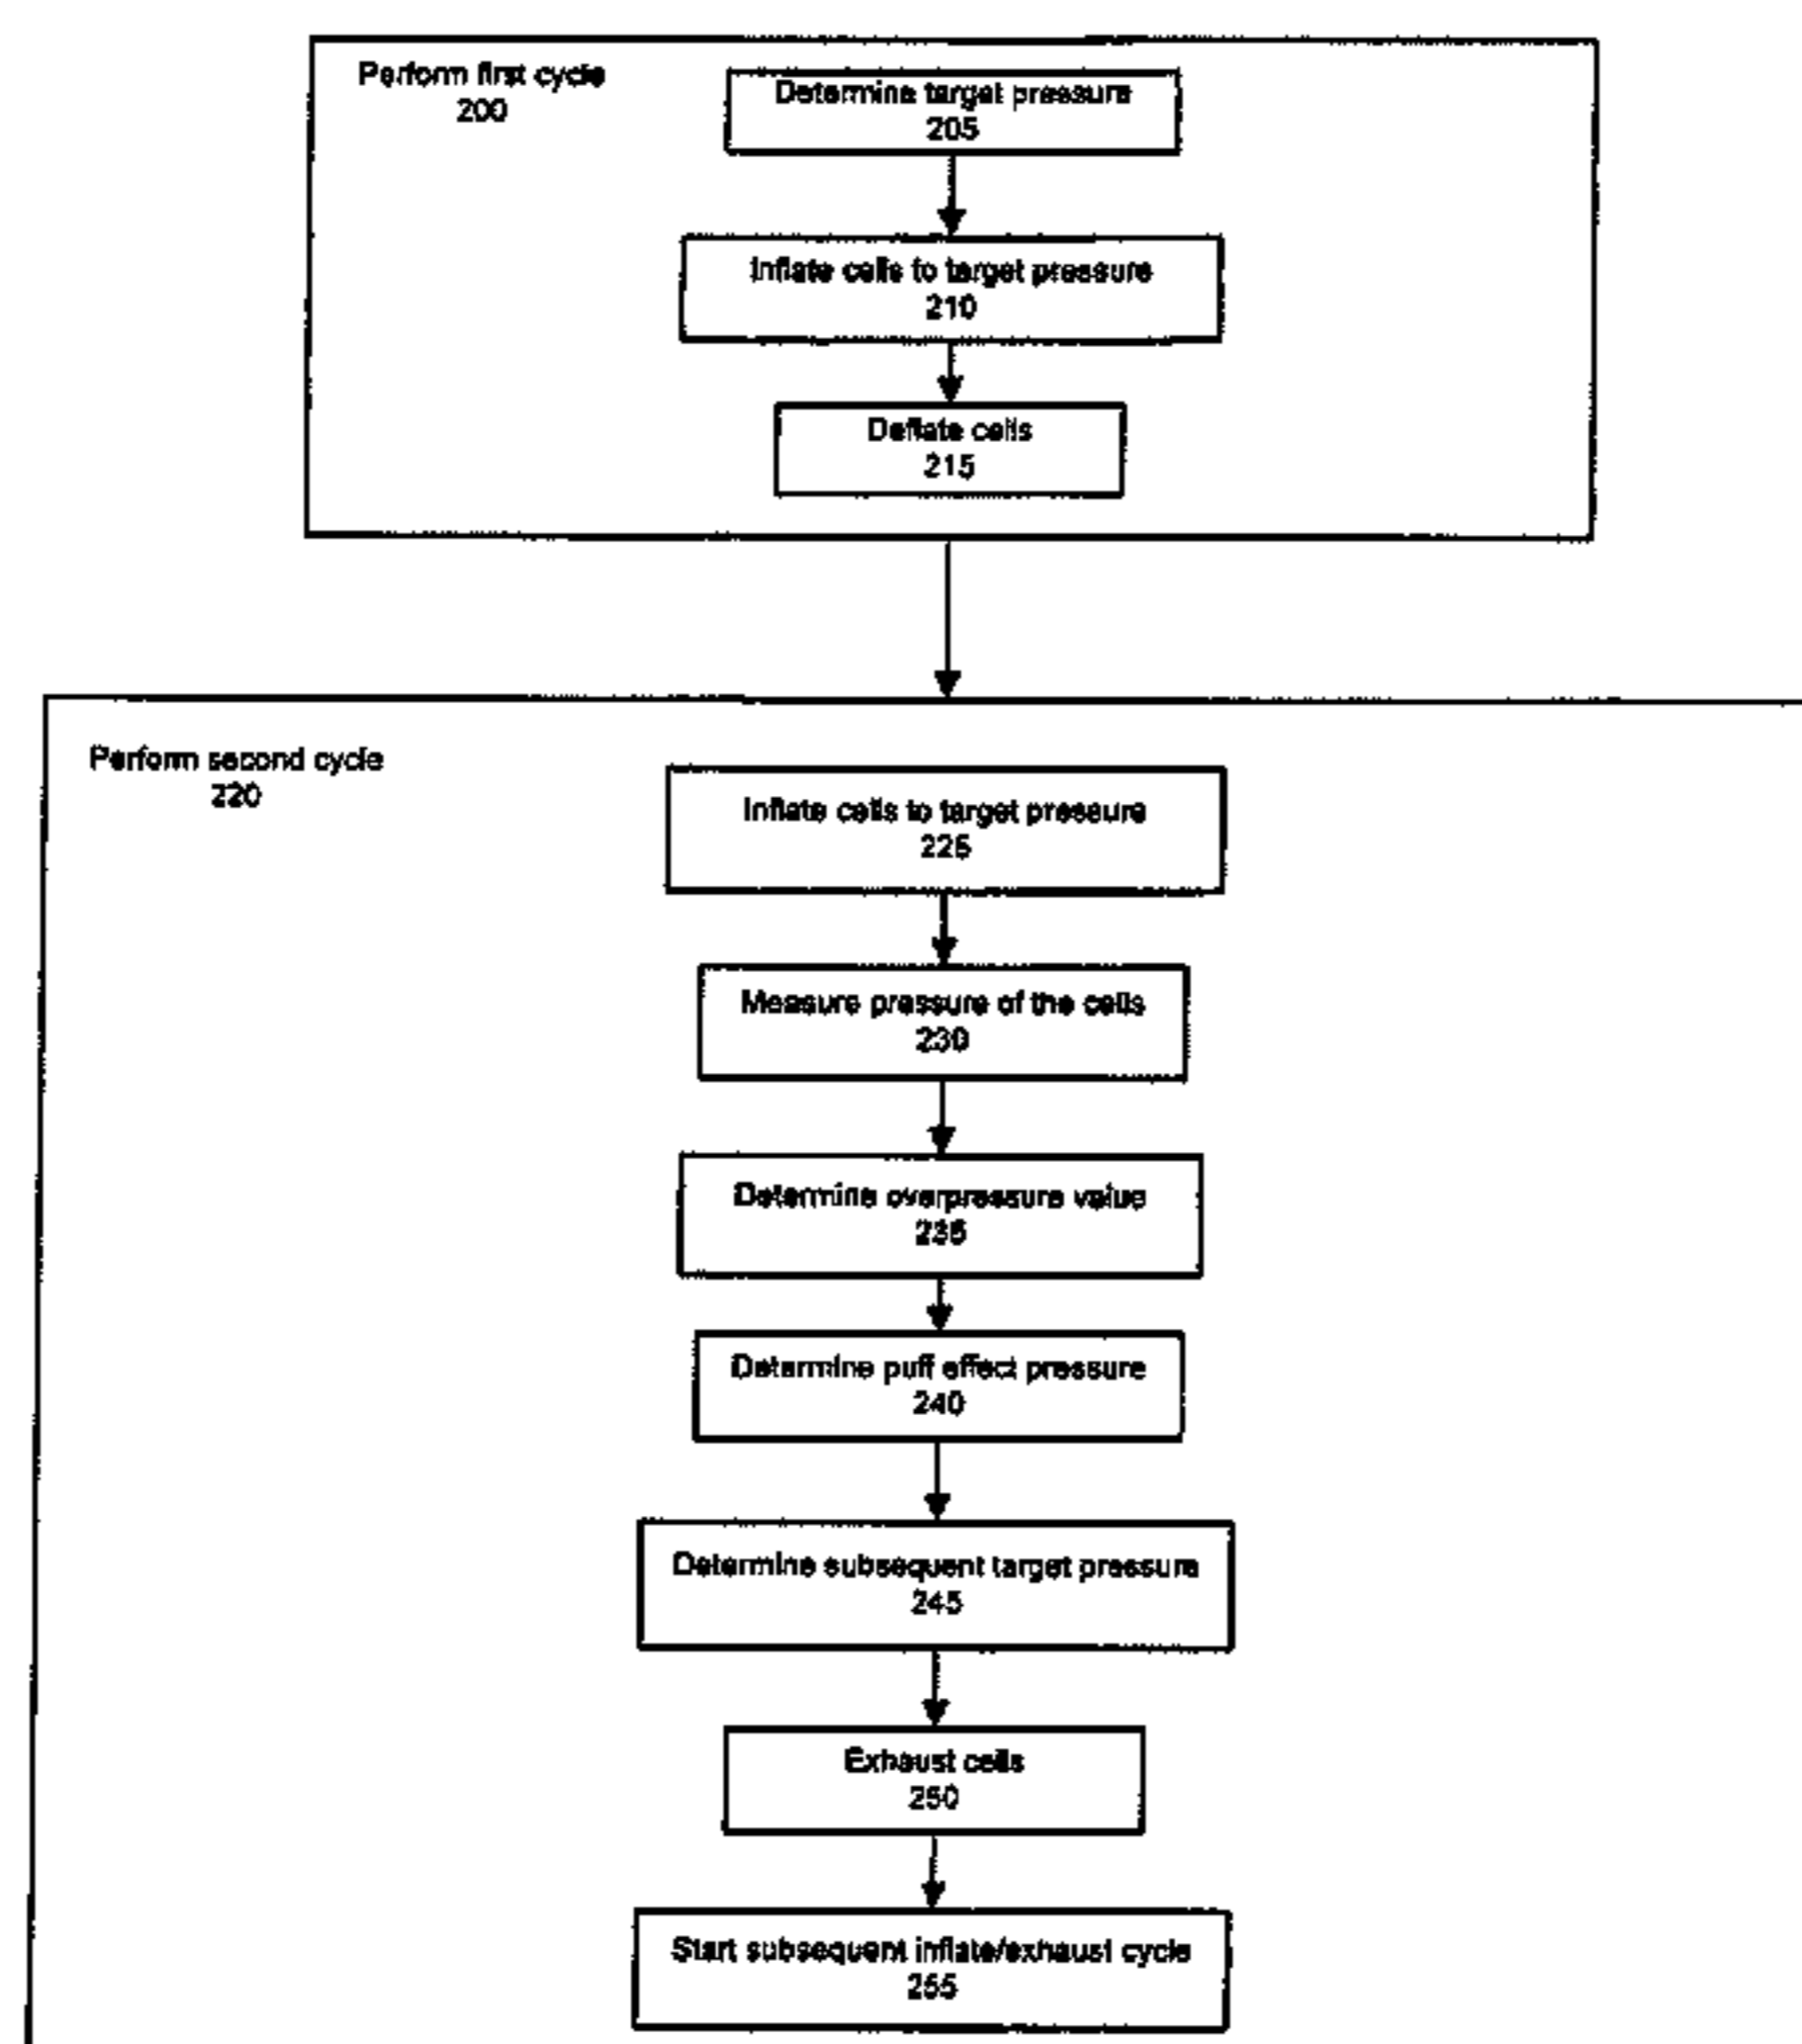 Perform first cycle
200
Determine target pressure
205
Inflate cells to target pressure
210
Deflate cells
215
Perform second cycle
220
Inflate cells to target pressure
225
Measure pressure of the cells
230
Determine overpressure value
235
Determine puff effect pressure
240
Determine subsequent target pressure
245
Exhaust cells
250
Start subsequent inflate/exhaust cycle
255